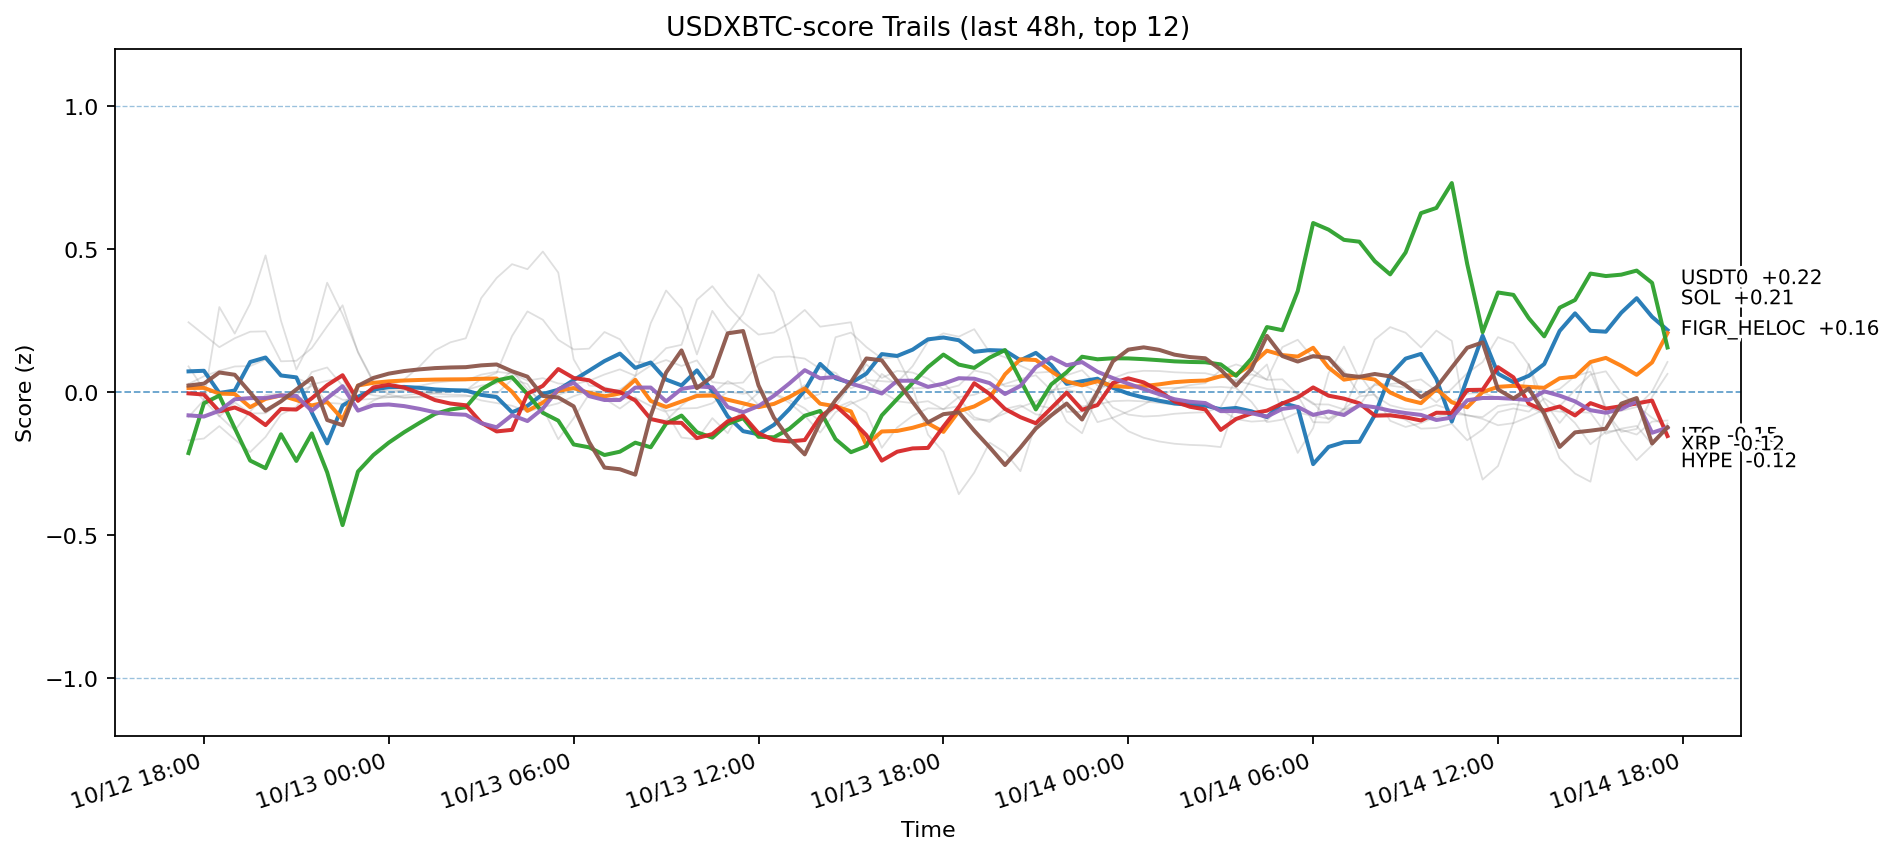 USDXBTC-score Trails (last 48h, top 12)
Score (z)
1.0
0.5
0.0
−0.5
−1.0
USDT0 +0.22
SOL +0.21
FIGR_HELOC +0.16
-0.15
XRP -0.12
HYPE -0.12
10/12 18:00
10/13 00:00
10/13 06:00
10/13 12:00
10/13 18:00
10/14 00:00
10/14 06:00
10/14 12:00
10/14 18:00
Time